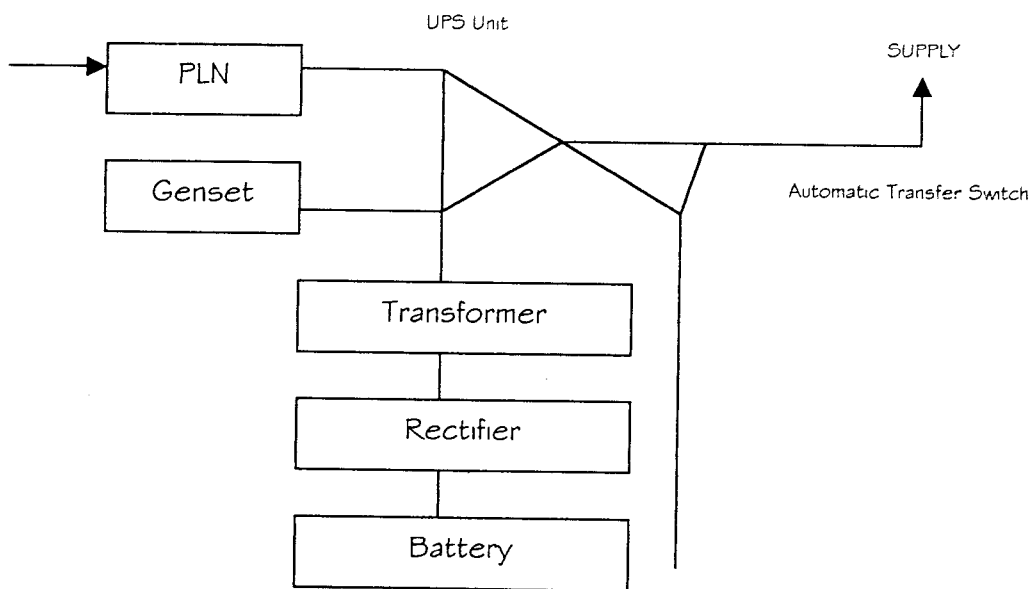 UPS Unit
SUPPLY
PLN
Genset
Automatic Transfer Switch
Transformer
Rectifier
Battery